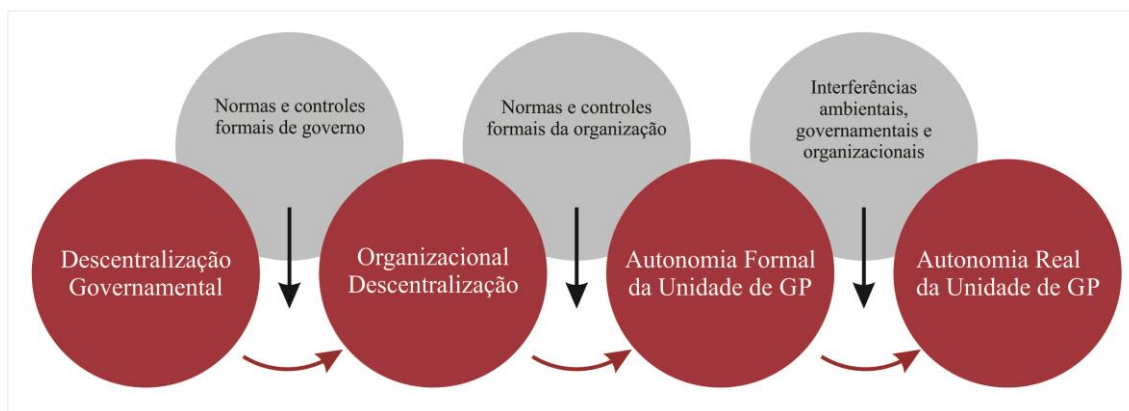 Normas e controles
formais de governo
Normas e controles
formais da organização
Interferências
ambientais,
governamentais e
organizacionais
Descentralização
Governamental
Organizacional
Descentralização
Autonomia Formal
da Unidade de GP
Autonomia Real
da Unidade de GP